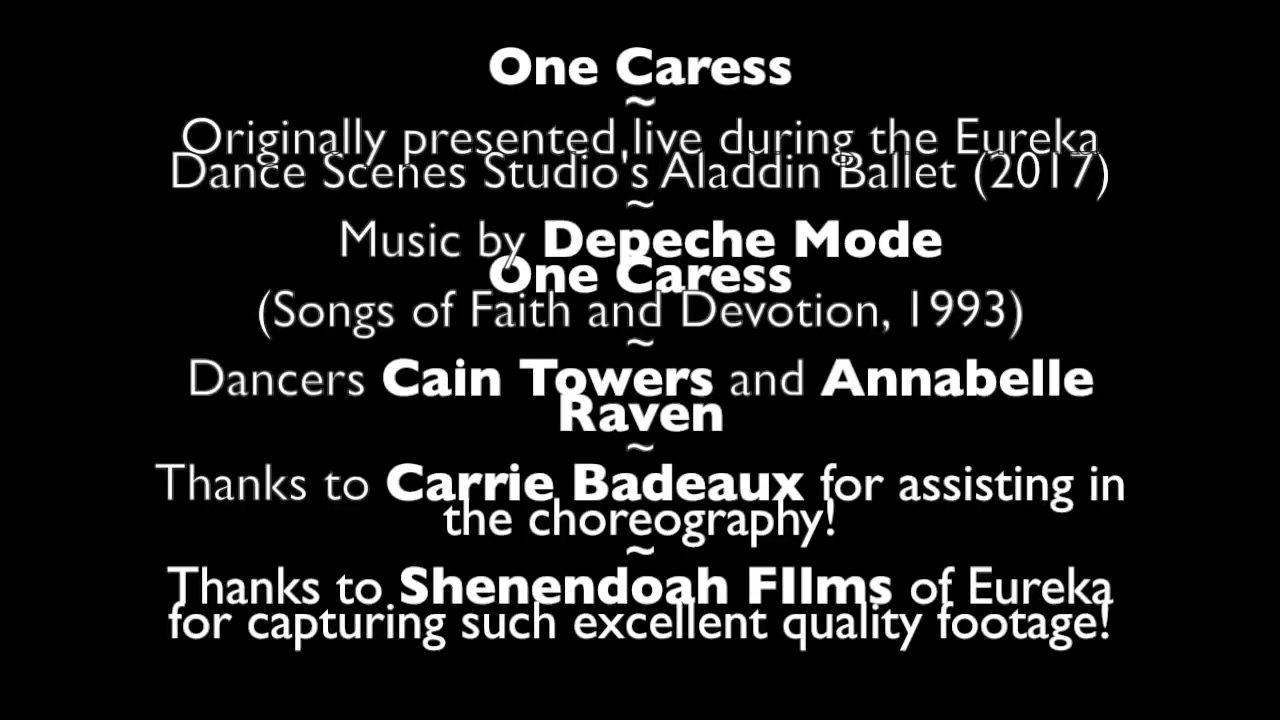 One Caress
~
Originally presented live during the Eureka
Dance Scenes Studio's Aladdin Ballet (2017)
~
Music by Depeche Mode
One Caress
(Songs of Faith and Devotion, 1993)
~
Dancers Cain Towers and Annabelle
Raven
~
Thanks to Carrie Badeaux for assisting in
the choreography!
~
Thanks to Shenendoah FIlms of Eureka
for capturing such excellent quality footage!